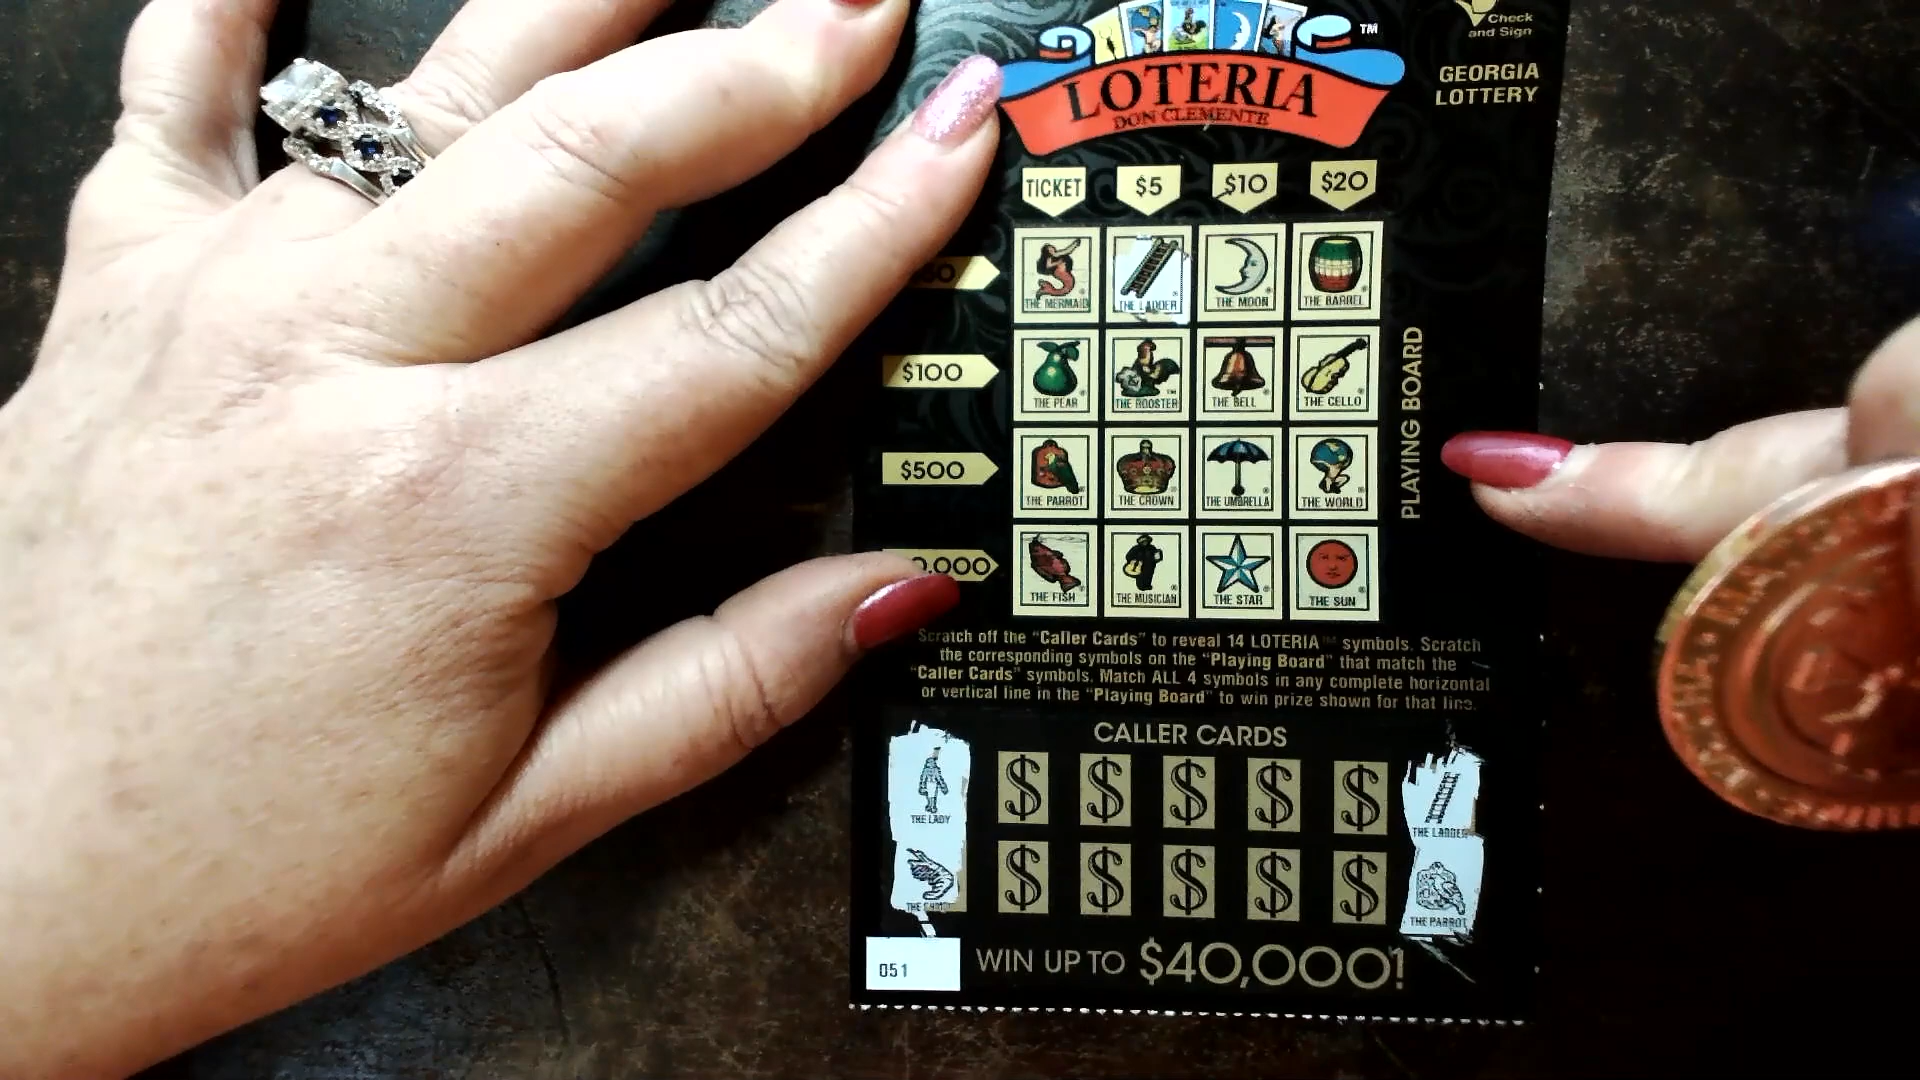 Check
and Sign
GEORGIA
LOTTERY
LOTERIA™
DON CLEMENTE
TICKET $5 $10 $20
THE MERMAID THE LADDER THE MOON THE BARREL
$100
THE PEAR THE ROOSTER THE BELL THE CELLO
$500
THE PARROT THE CROWN THE UMBRELLA THE WORLD
THE FISH THE MUSICIAN THE STAR THE SUN
PLAYING BOARD
Scratch off the "Caller Cards" to reveal 14 LOTERIA™ symbols. Scratch
the corresponding symbols on the "Playing Board" that match the
"Caller Cards" symbols. Match ALL 4 symbols in any complete horizontal
or vertical line in the "Playing Board" to win prize shown for that line.
CALLER CARDS
THE LADY $ $ $ $ $ THE LADDER
$ $ $ $ $ THE PARROT
051
WIN UP TO $40,000!